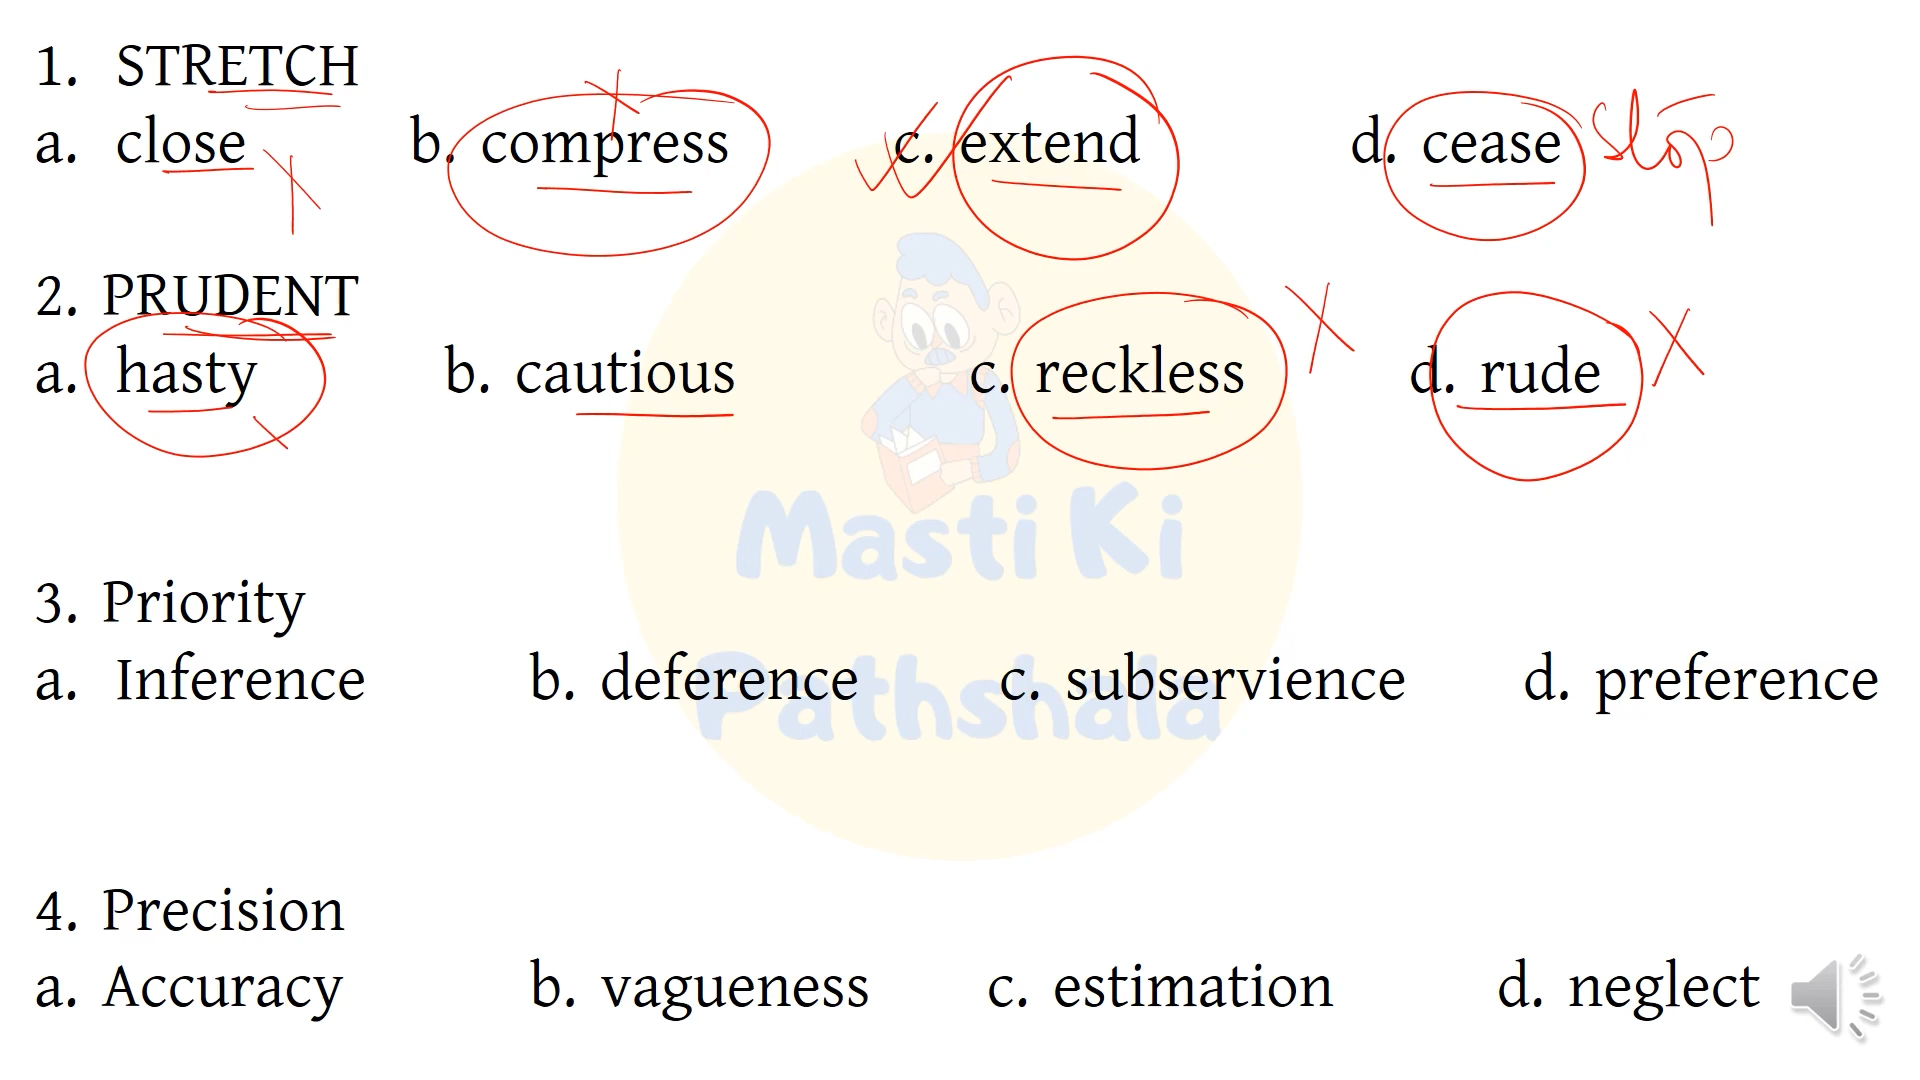 1. STRETCH
a. close b. compress c. extend d. cease stop
2. PRUDENT
a. hasty b. cautious c. reckless d. rude
Masti Ki
3. Priority
a. Inference b. deference c. subservience d. preference
Pathshala
4. Precision
a. Accuracy b. vagueness c. estimation d. neglect